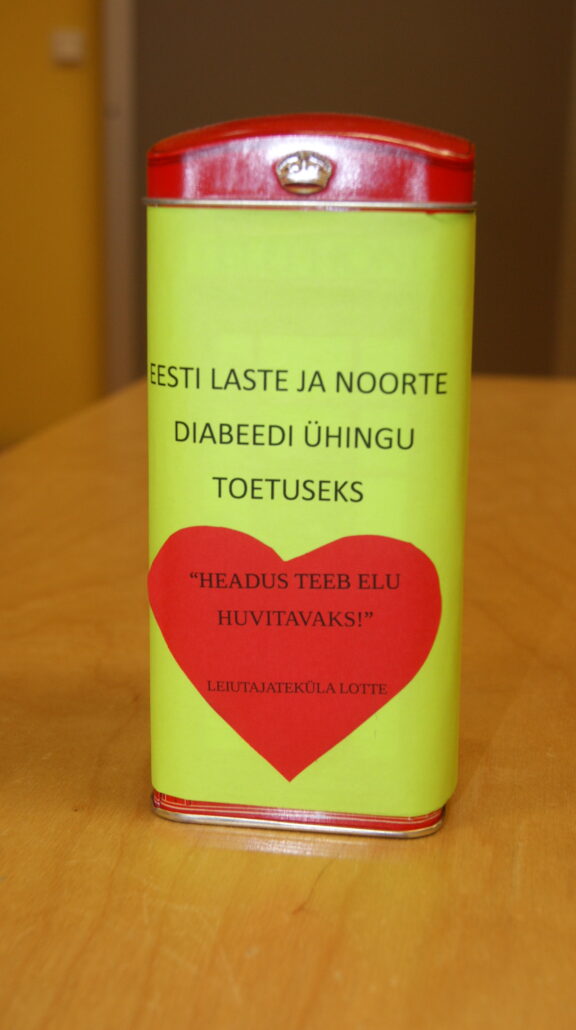 EESTI LASTE JA NOORTE
DIABEEDI ÜHINGU
TOETUSEKS
“HEADUS TEEB ELU
HUVITAVAKS!”
LEIUTAJATEKÜLA LOTTE